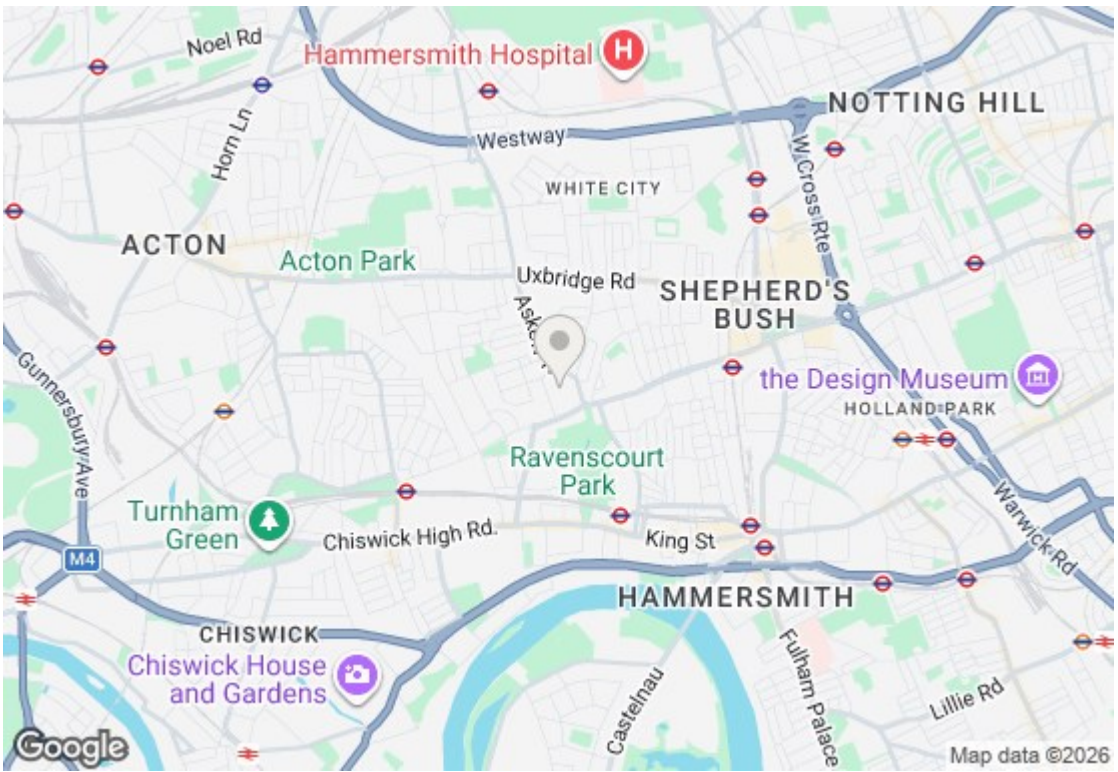 Noel Rd
Hammersmith Hospital
H
NOTTING HILL
Horn Ln
Westway
W Cross Rte
WHITE CITY
ACTON
Acton Park
Uxbridge Rd
SHEPHERD'S
BUSH
Gunnersbury Ave
the Design Museum
HOLLAND PARK
Ravenscourt
Park
Turnham
Green
Chiswick High Rd.
King St
Warwick Rd
M4
HAMMERSMITH
CHISWICK
Chiswick House
and Gardens
Castelnau
Fulham Palace
Lillie Rd
Google
Map data ©2026